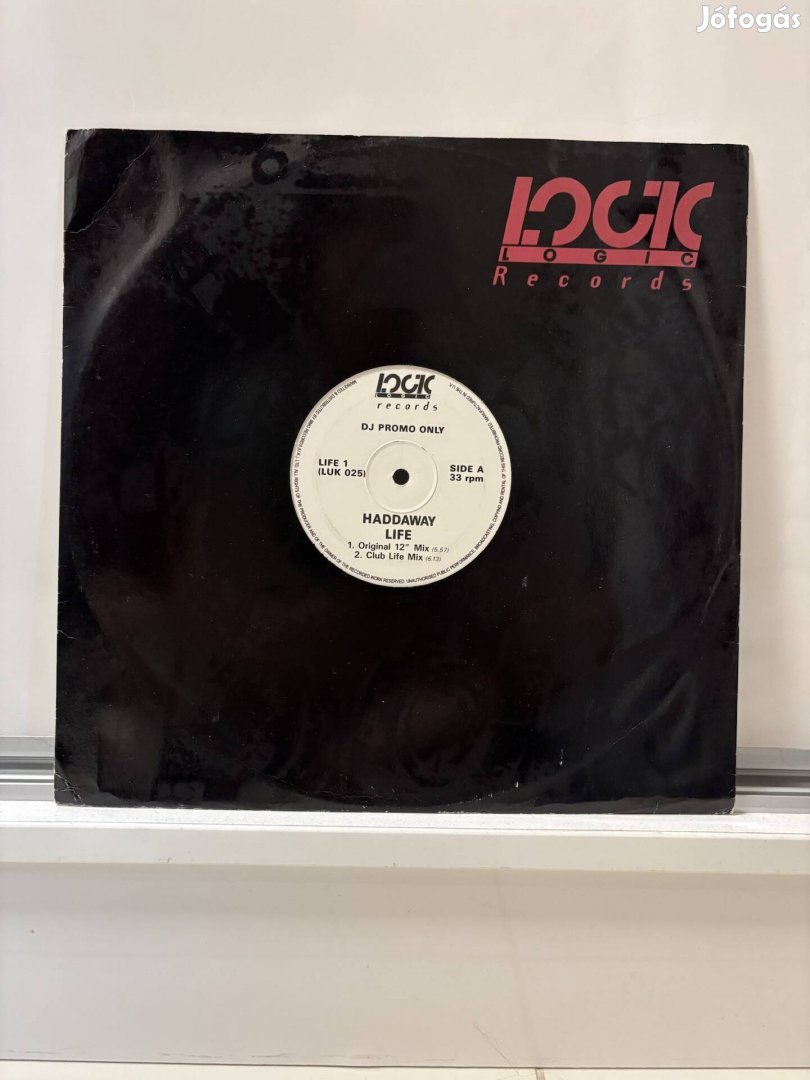 Jófogás
LOGIC
LOGIC
Records
LOGIC
LOGIC
records
DJ PROMO ONLY
LIFE 1
(LUK 025)
SIDE A
33 rpm
HADDAWAY
LIFE
1. Original 12" Mix (5.57)
2. Club Life Mix (6.13)